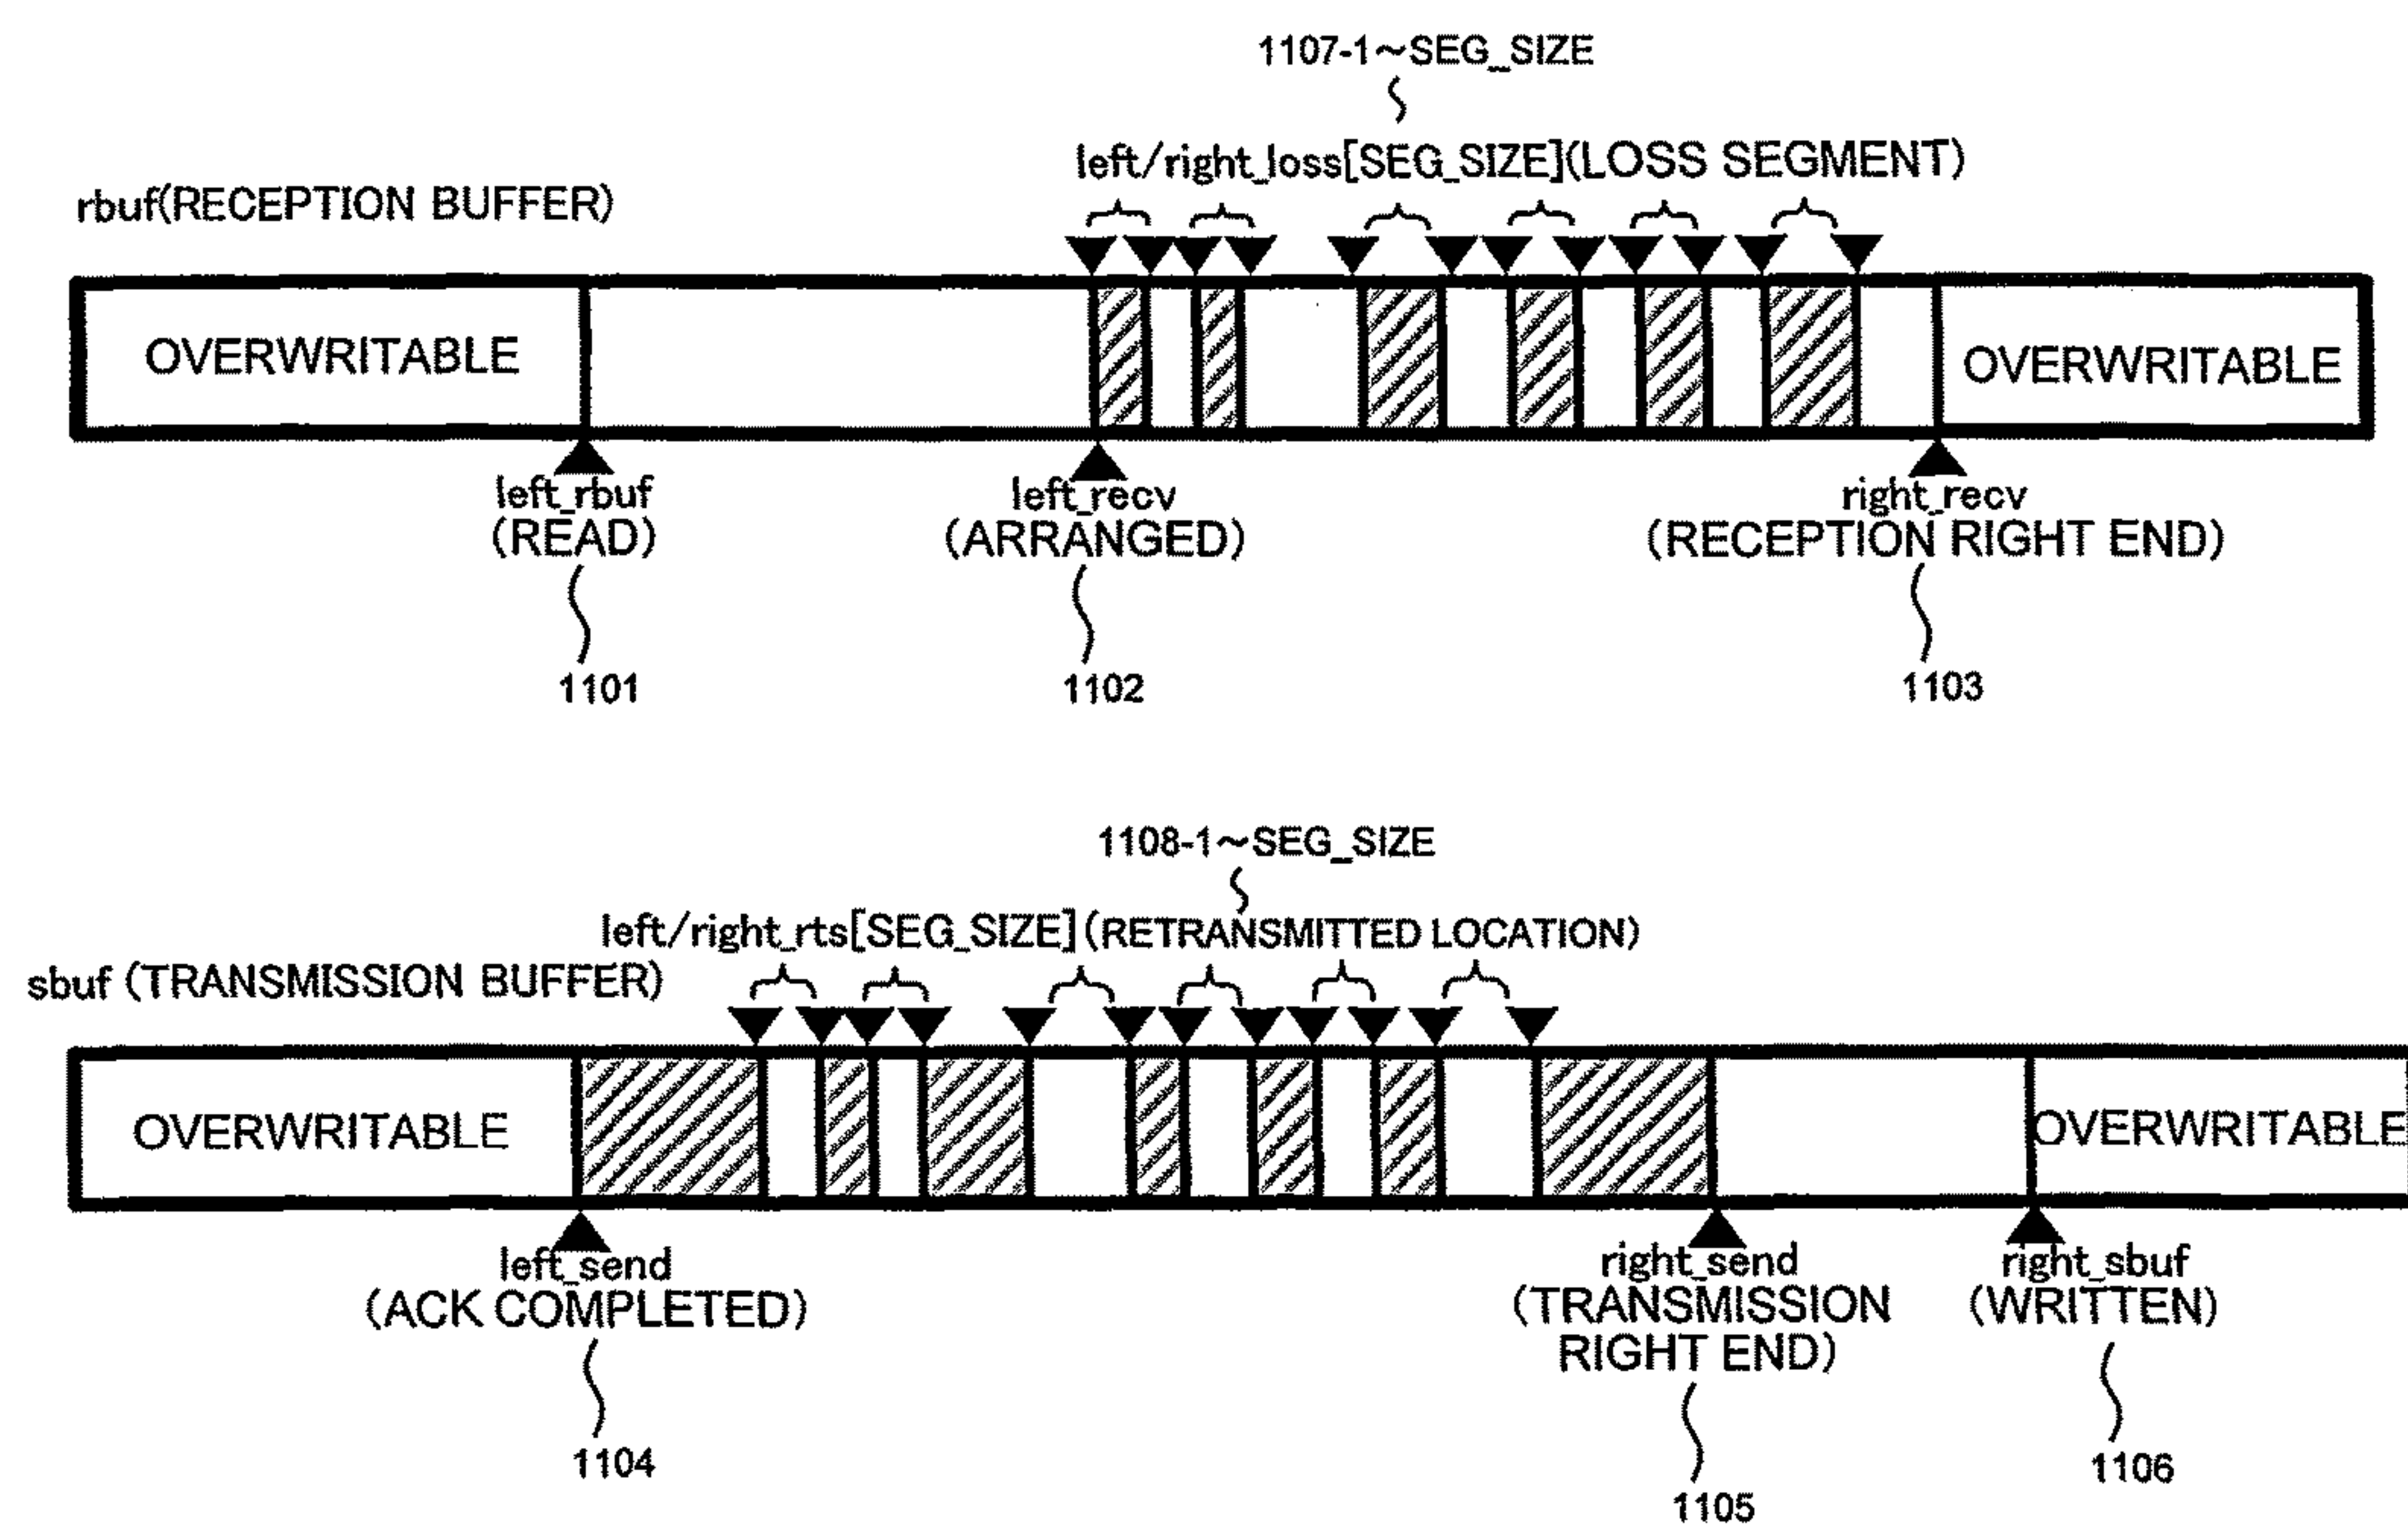 1107-1～SEG_SIZE
left/right_loss[SEG_SIZE](LOSS SEGMENT)
rbuf(RECEPTION BUFFER)
OVERWRITABLE
OVERWRITABLE
left_rbuf
(READ)
left_recv
(ARRANGED)
right_recv
(RECEPTION RIGHT END)
1101
1102
1103
1108-1～SEG_SIZE
left/right_rts[SEG_SIZE](RETRANSMITTED LOCATION)
sbuf (TRANSMISSION BUFFER)
OVERWRITABLE
OVERWRITABLE
left_send
(ACK COMPLETED)
right_send
(TRANSMISSION
RIGHT END)
right_sbuf
(WRITTEN)
1104
1105
1106